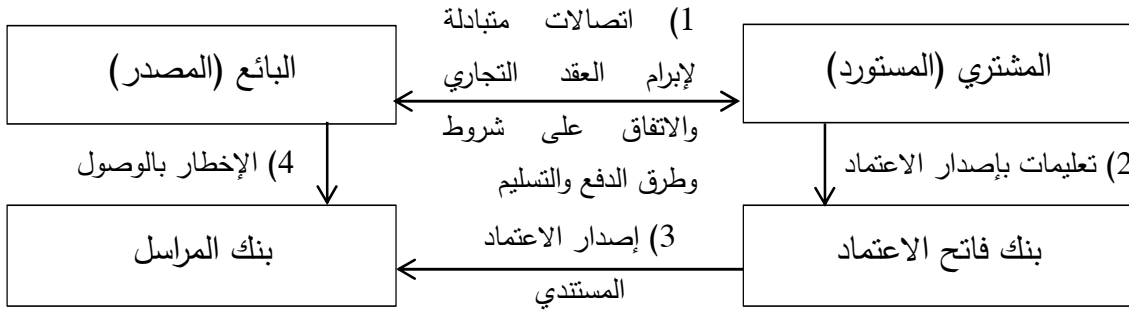 1) اتصالات متبادلة
لإبرام العقد التجاري
والاتفاق على شروط
وطرق الدفع والتسليم
المشتري (المستورد)
البائع (المصدر)
2) تعليمات بإصدار الاعتماد
4) الإخطار بالوصول
بنك فاتح الاعتماد
3) إصدار الاعتماد
المستندي
بنك المراسل